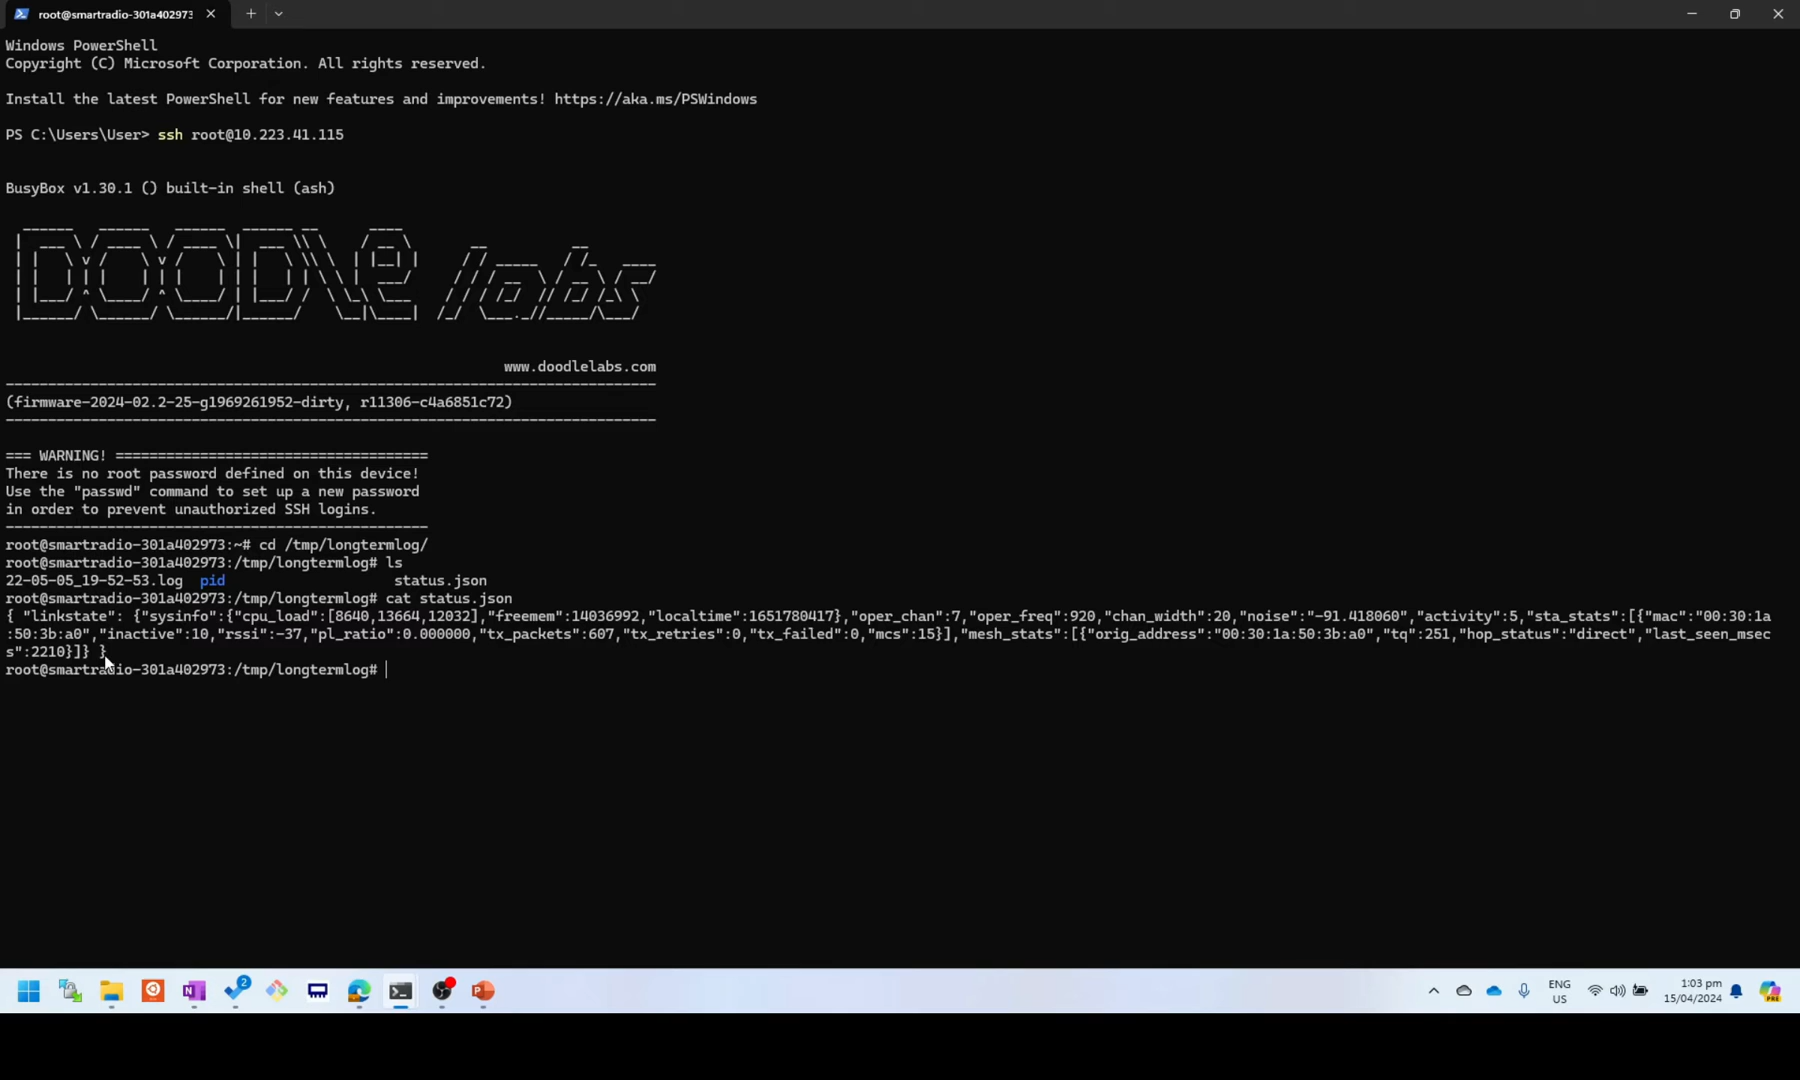 root@smartradio-301a402973:
Windows PowerShell
Copyright (C) Microsoft Corporation. All rights reserved.
Install the latest PowerShell for new features and improvements! https://aka.ms/PSWindows
PS C:\Users\User> ssh root@10.223.41.115
BusyBox v1.30.1 () built-in shell (ash)
DOODLE labs
www.doodlelabs.com
(firmware-2024-02.2-25-g1969261952-dirty, r11306-c4a6851c72)
=== WARNING! =====================================
There is no root password defined on this device!
Use the "passwd" command to set up a new password
in order to prevent unauthorized SSH logins.
--------------------------------------------------
root@smartradio-301a402973:~# cd /tmp/longtermlog/
root@smartradio-301a402973:/tmp/longtermlog# ls
22-05-05_19-52-53.log pid status.json
root@smartradio-301a402973:/tmp/longtermlog# cat status.json
{ "linkstate": {"sysinfo":{"cpu_load":[8640,13664,12032],"freemem":14036992,"localtime":1651780417},"oper_chan":7,"oper_freq":920,"chan_width":20,"noise":"-91.418060","activity":5,"sta_stats":[{"mac":"00:30:1a
:50:3b:a0","inactive":10,"rssi":-37,"pl_ratio":0.000000,"tx_packets":607,"tx_retries":0,"tx_failed":0,"mcs":15}],"mesh_stats":[{"orig_address":"00:30:1a:50:3b:a0","tq":251,"hop_status":"direct","last_seen_msec
s":2210}]} }
root@smartradio-301a402973:/tmp/longtermlog#
2
ENG
US
1:03 pm
15/04/2024
PRE